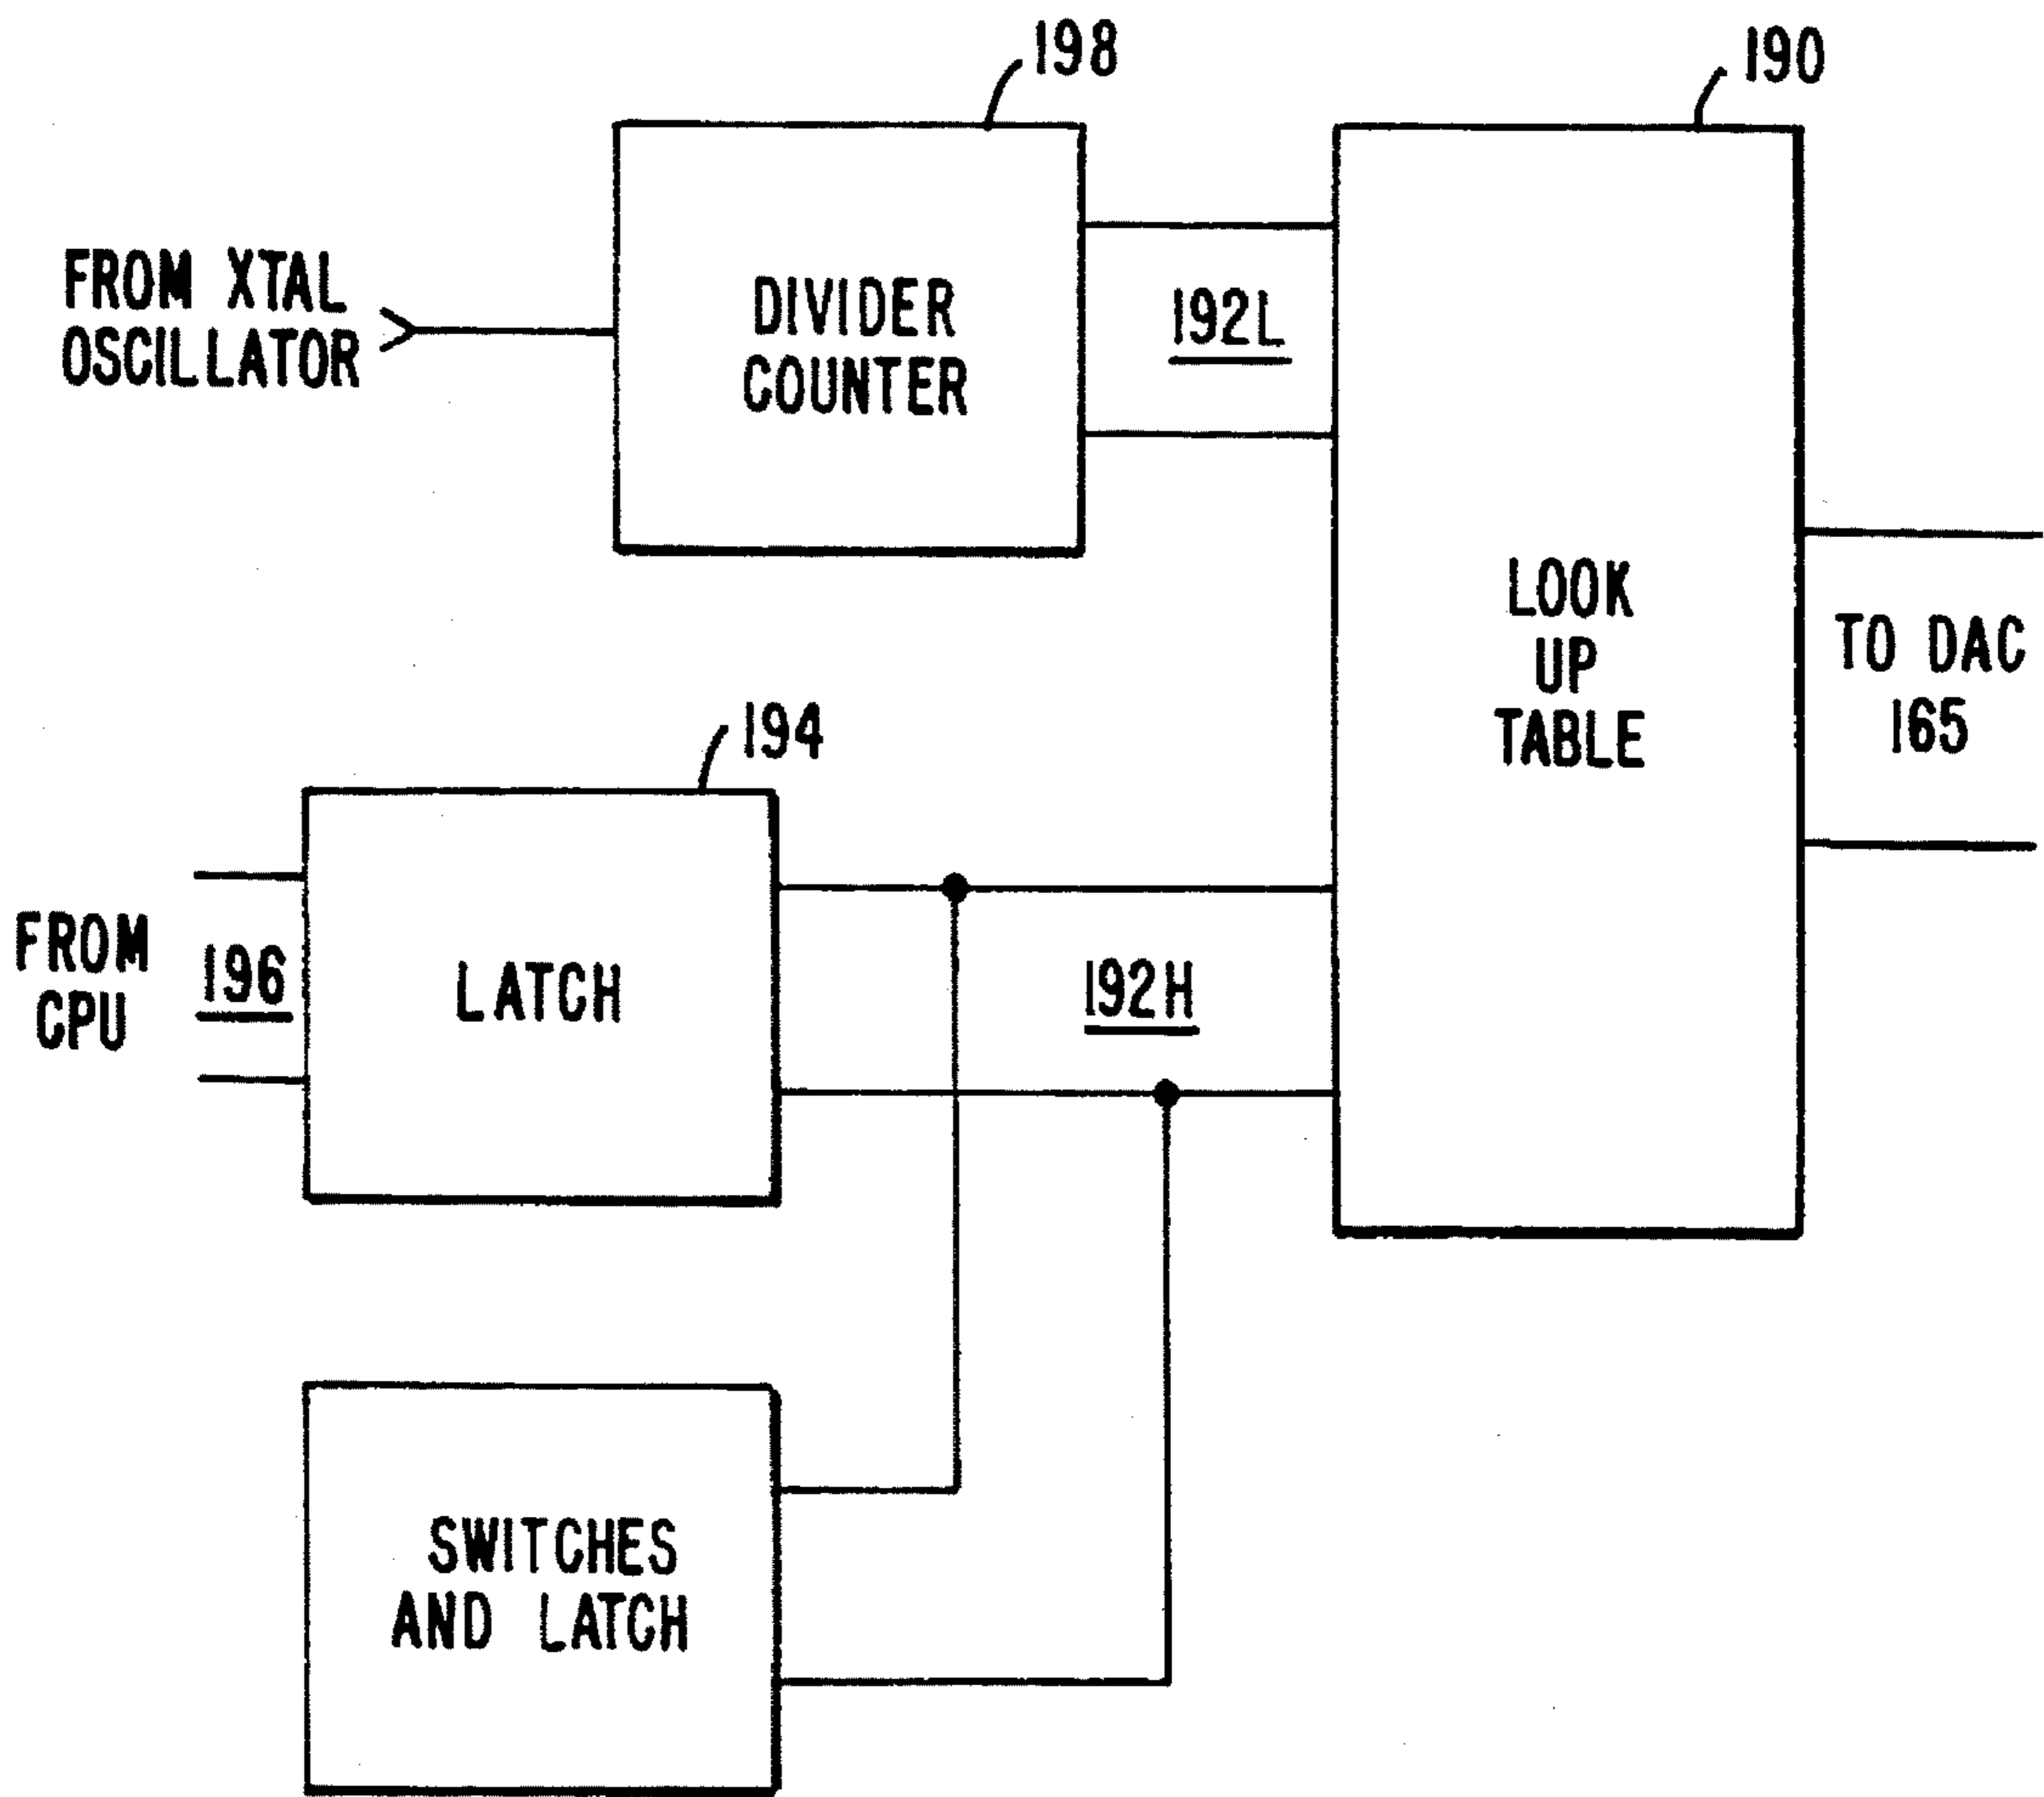 198
190
FROM XTAL
OSCILLATOR
DIVIDER
COUNTER
192L
LOOK
UP
TABLE
TO DAC
165
194
FROM
CPU
196
LATCH
192H
SWITCHES
AND LATCH